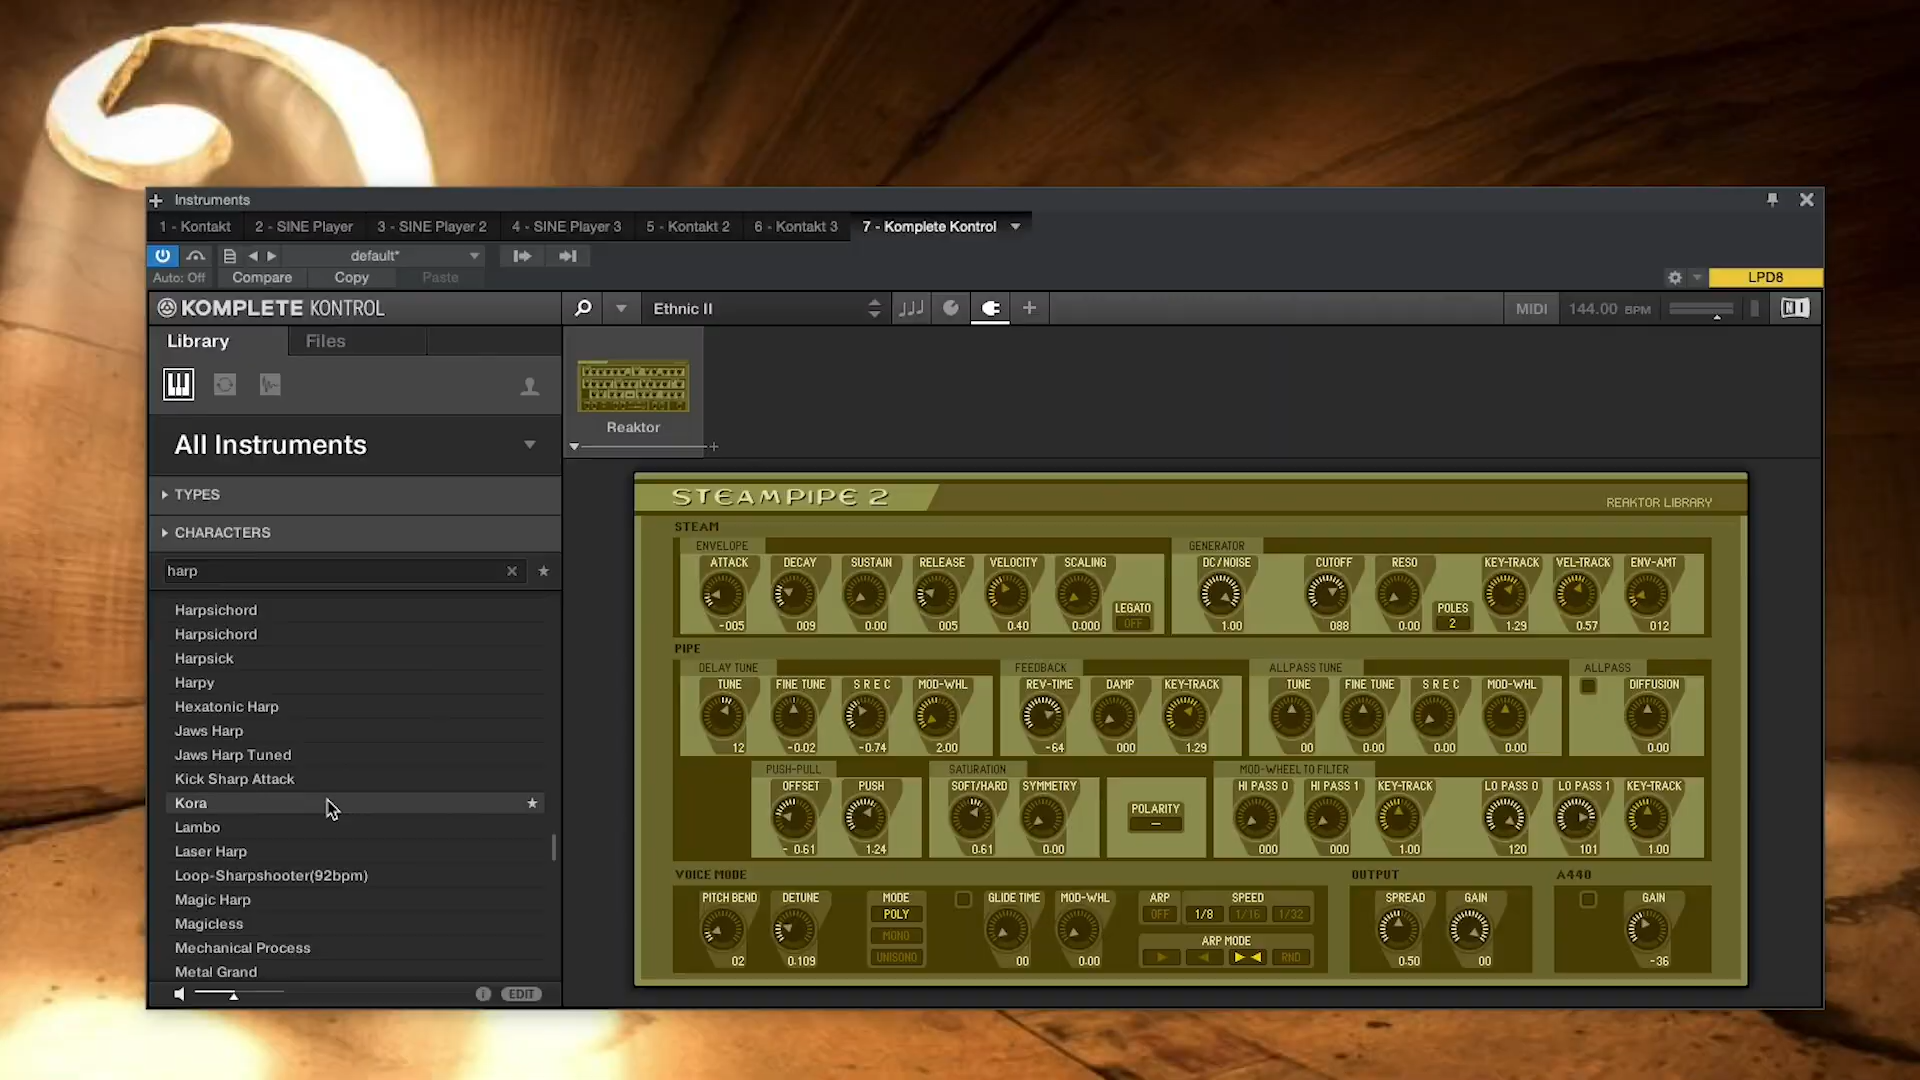 Instruments
1 - Kontakt 2 - SINE Player 3 - SINE Player 2 4 - SINE Player 3 5 - Kontakt 2 6 - Kontakt 3 7 - Komplete Kontrol
default*
Auto: Off Compare Copy Paste LPD8
KOMPLETE KONTROL Ethnic II MIDI 144.00 BPM NI
Library Files
Reaktor
All Instruments
TYPES
CHARACTERS
harp
Harpsichord
Harpsichord
Harpsick
Harpy
Hexatonic Harp
Jaws Harp
Jaws Harp Tuned
Kick Sharp Attack
Kora
Lambo
Laser Harp
Loop-Sharpshooter(92bpm)
Magic Harp
Magicless
Mechanical Process
Metal Grand
i EDIT
STEAMPIPE 2 REAKTOR LIBRARY
STEAM
ENVELOPE GENERATOR
ATTACK DECAY SUSTAIN RELEASE VELOCITY SCALING DC/NOISE CUTOFF RESO KEY-TRACK VEL-TRACK ENV-AMT
LEGATO POLES
OFF 2
-005 009 0.00 005 0.40 0.000 1.00 088 0.00 1.29 0.57 012
PIPE
DELAY TUNE FEEDBACK ALLPASS TUNE ALLPASS
TUNE FINE TUNE S R E C MOD-WHL REV-TIME DAMP KEY-TRACK TUNE FINE TUNE S R E C MOD-WHL DIFFUSION
12 -0.02 -0.74 2.00 -64 000 1.29 00 0.00 0.00 0.00 0.00
PUSH-PULL SATURATION MOD-WHEEL TO FILTER
OFFSET PUSH SOFT/HARD SYMMETRY POLARITY HI PASS 0 HI PASS 1 KEY-TRACK LO PASS 0 LO PASS 1 KEY-TRACK
- 0.61 1.24 0.61 0.00 – 000 000 1.00 120 101 1.00
VOICE MODE OUTPUT A440
PITCH BEND DETUNE MODE GLIDE TIME MOD-WHL ARP SPEED SPREAD GAIN GAIN
POLY OFF 1/8 1/16 1/32
MONO ARP MODE
UNISONO RND
02 0.109 00 0.00 0.50 00 -36